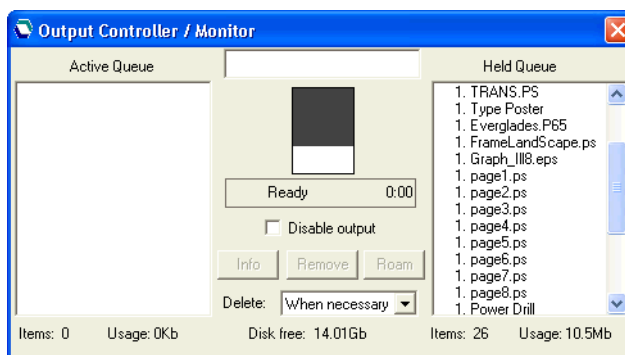 Output Controller / Monitor
Active Queue
Held Queue
1. TRANS.PS
1. Type Poster
1. Everglades.P65
1. FrameLandScape.ps
1. Graph_III8.eps
1. page1.ps
1. page2.ps
1. page3.ps
1. page4.ps
1. page5.ps
1. page6.ps
1. page7.ps
1. page8.ps
1. Power Drill
Ready 0:00
Disable output
Info Remove Roam
Delete: When necessary
Items: 0 Usage: 0Kb Disk free: 14.01Gb Items: 26 Usage: 10.5Mb